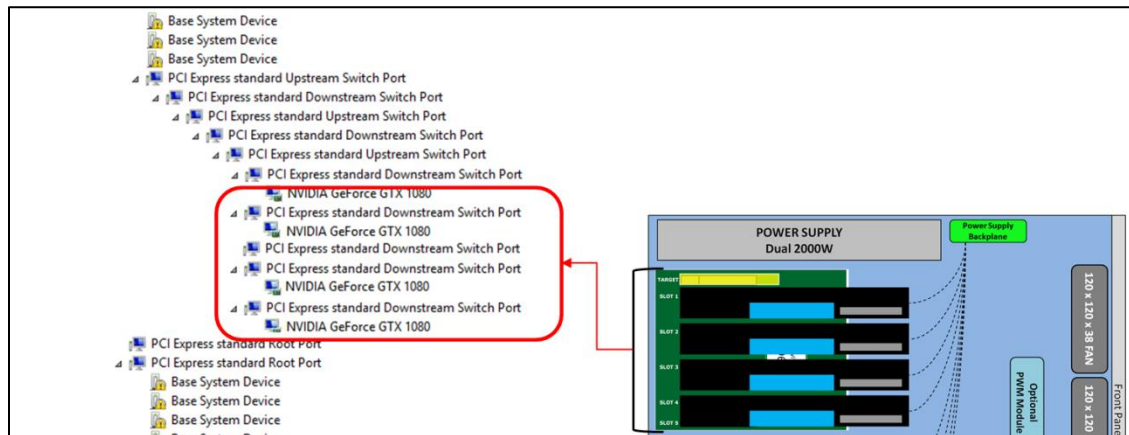 Base System Device
Base System Device
Base System Device
PCI Express standard Upstream Switch Port
PCI Express standard Downstream Switch Port
PCI Express standard Upstream Switch Port
PCI Express standard Downstream Switch Port
PCI Express standard Upstream Switch Port
PCI Express standard Downstream Switch Port
NVIDIA GeForce GTX 1080
PCI Express standard Downstream Switch Port
NVIDIA GeForce GTX 1080
PCI Express standard Downstream Switch Port
PCI Express standard Downstream Switch Port
NVIDIA GeForce GTX 1080
PCI Express standard Downstream Switch Port
NVIDIA GeForce GTX 1080
PCI Express standard Root Port
PCI Express standard Root Port
Base System Device
Base System Device
Base System Device
Base System Device
POWER SUPPLY
Dual 2000W
Power Supply
Backplane
TARGET
SLOT 1
SLOT 2
SLOT 3
SLOT 4
SLOT 5
120 x 120 x 38 FAN
Optional
PWM Module
120 x 120
Front Pane